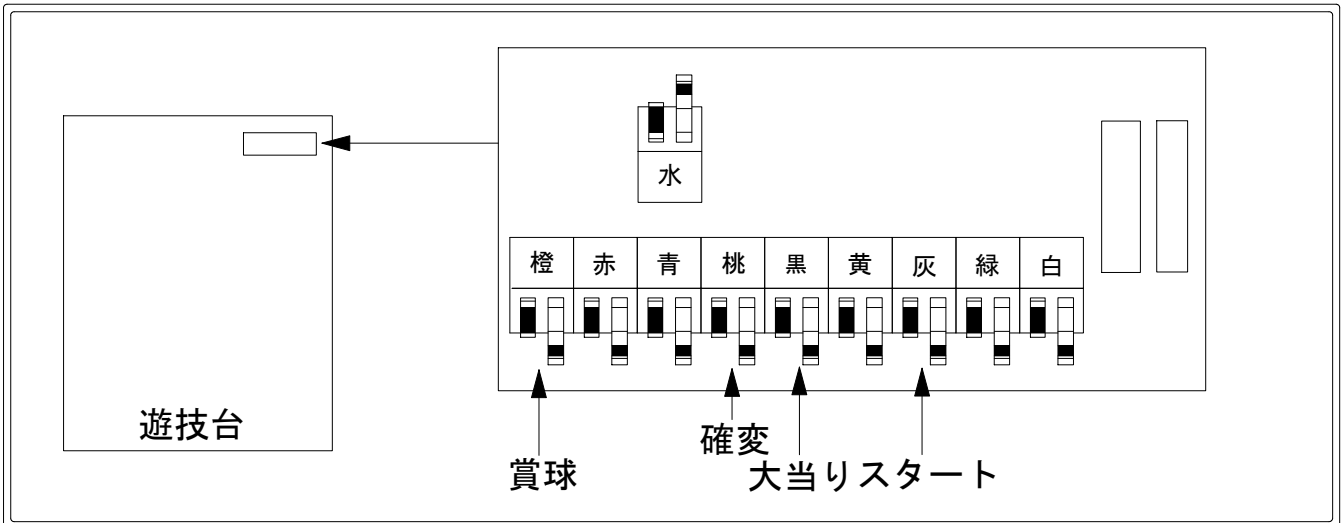 水
橙 赤 青 桃 黒 黄 灰 緑 白
遊技台
賞球
確変
大当り
スタート